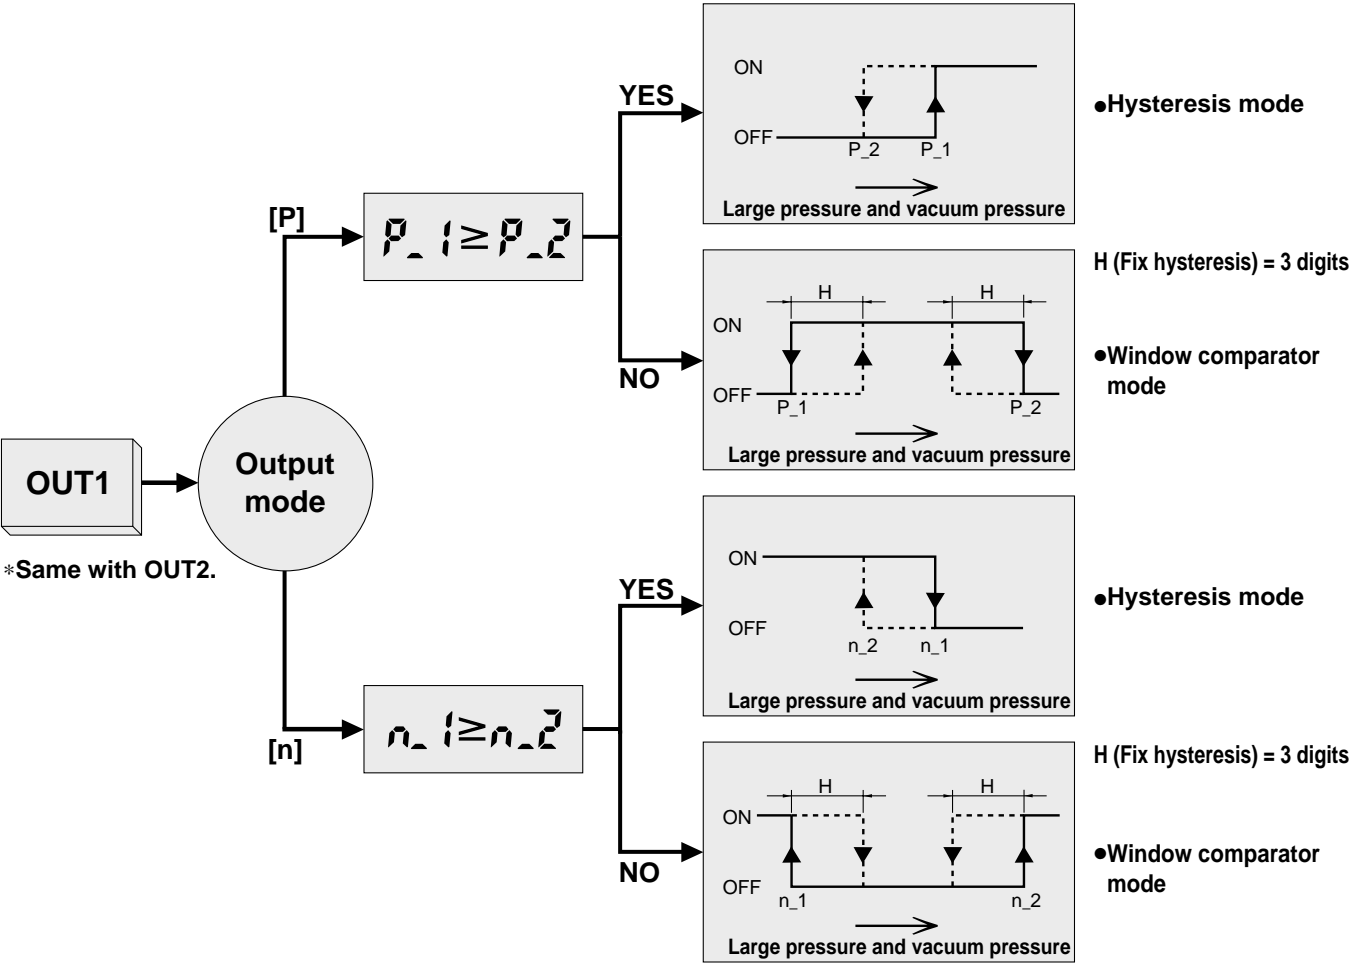 OUT1
∗Same with OUT2.
Output
mode
[P]
P_1≧P_2
YES
ON
OFF
P_2 P_1
Large pressure and vacuum pressure
●Hysteresis mode
NO
H H
ON
OFF
P_1 P_2
Large pressure and vacuum pressure
H (Fix hysteresis) = 3 digits
●Window comparator
mode
[n]
n_1≧n_2
YES
ON
OFF
n_2 n_1
Large pressure and vacuum pressure
●Hysteresis mode
NO
H H
ON
OFF
n_1 n_2
Large pressure and vacuum pressure
H (Fix hysteresis) = 3 digits
●Window comparator
mode